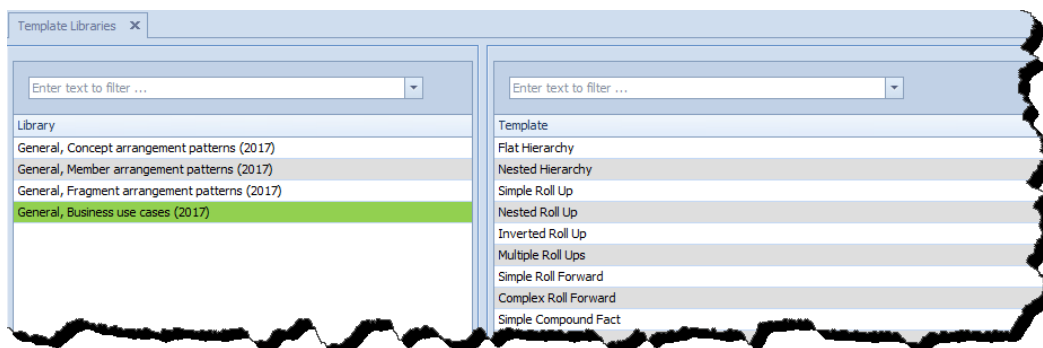 Template Libraries
Enter text to filter ...
Library
General, Concept arrangement patterns (2017)
General, Member arrangement patterns (2017)
General, Fragment arrangement patterns (2017)
General, Business use cases (2017)
Enter text to filter ...
Template
Flat Hierarchy
Nested Hierarchy
Simple Roll Up
Nested Roll Up
Inverted Roll Up
Multiple Roll Ups
Simple Roll Forward
Complex Roll Forward
Simple Compound Fact